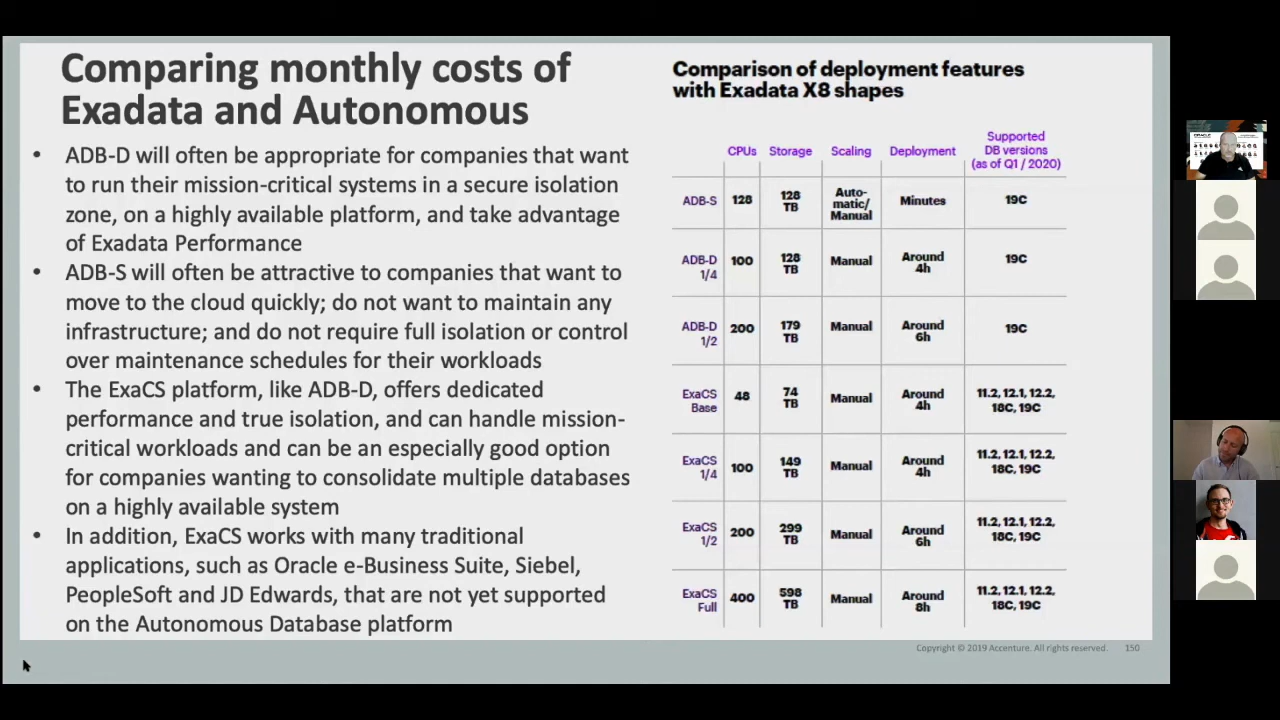 Comparing monthly costs of
Exadata and Autonomous
• ADB-D will often be appropriate for companies that want
to run their mission-critical systems in a secure isolation
zone, on a highly available platform, and take advantage
of Exadata Performance
• ADB-S will often be attractive to companies that want to
move to the cloud quickly; do not want to maintain any
infrastructure; and do not require full isolation or control
over maintenance schedules for their workloads
• The ExaCS platform, like ADB-D, offers dedicated
performance and true isolation, and can handle mission-
critical workloads and can be an especially good option
for companies wanting to consolidate multiple databases
on a highly available system
• In addition, ExaCS works with many traditional
applications, such as Oracle e-Business Suite, Siebel,
PeopleSoft and JD Edwards, that are not yet supported
on the Autonomous Database platform
Comparison of deployment features
with Exadata X8 shapes
CPUs Storage Scaling Deployment Supported
DB versions
(as of Q1 / 2020)
ADB-S 128 128
TB Auto-
matic/
Manual Minutes 19C
ADB-D
1/4 100 128
TB Manual Around
4h 19C
ADB-D
1/2 200 179
TB Manual Around
6h 19C
ExaCS
Base 48 74
TB Manual Around
4h 11.2, 12.1, 12.2,
18C, 19C
ExaCS
1/4 100 149
TB Manual Around
4h 11.2, 12.1, 12.2,
18C, 19C
ExaCS
1/2 200 299
TB Manual Around
6h 11.2, 12.1, 12.2,
18C, 19C
ExaCS
Full 400 598
TB Manual Around
8h 11.2, 12.1, 12.2,
18C, 19C
Copyright © 2019 Accenture. All rights reserved. 150
ORACLE